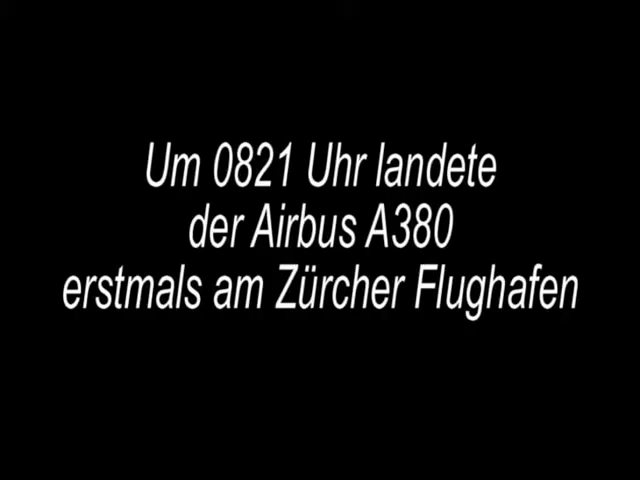 Um 0821 Uhr landete
der Airbus A380
erstmals am Zürcher Flughafen